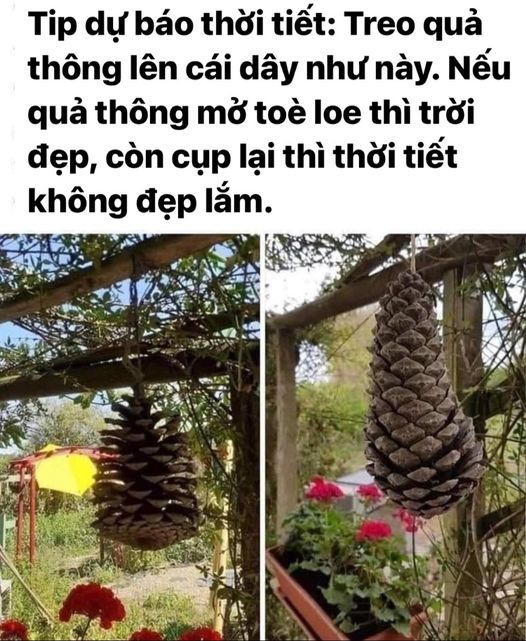 Tip dự báo thời tiết: Treo quả
thông lên cái dây như này. Nếu
quả thông mở toè loe thì trời
đẹp, còn cụp lại thì thời tiết
không đẹp lắm.